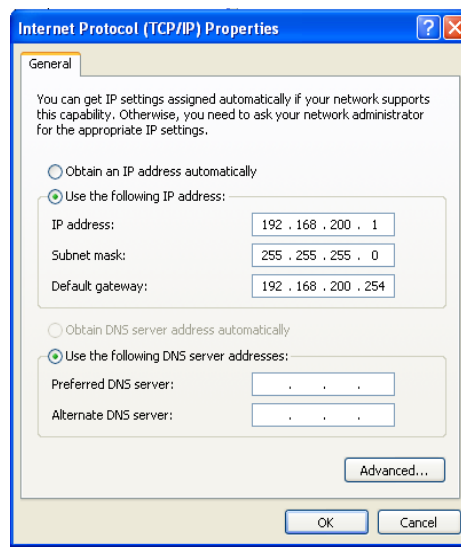 Internet Protocol (TCP/IP) Properties
General
You can get IP settings assigned automatically if your network supports
this capability. Otherwise, you need to ask your network administrator
for the appropriate IP settings.
Obtain an IP address automatically
Use the following IP address:
IP address: 192 . 168 . 200 . 1
Subnet mask: 255 . 255 . 255 . 0
Default gateway: 192 . 168 . 200 . 254
Obtain DNS server address automatically
Use the following DNS server addresses:
Preferred DNS server: . . .
Alternate DNS server: . . .
Advanced...
OK Cancel